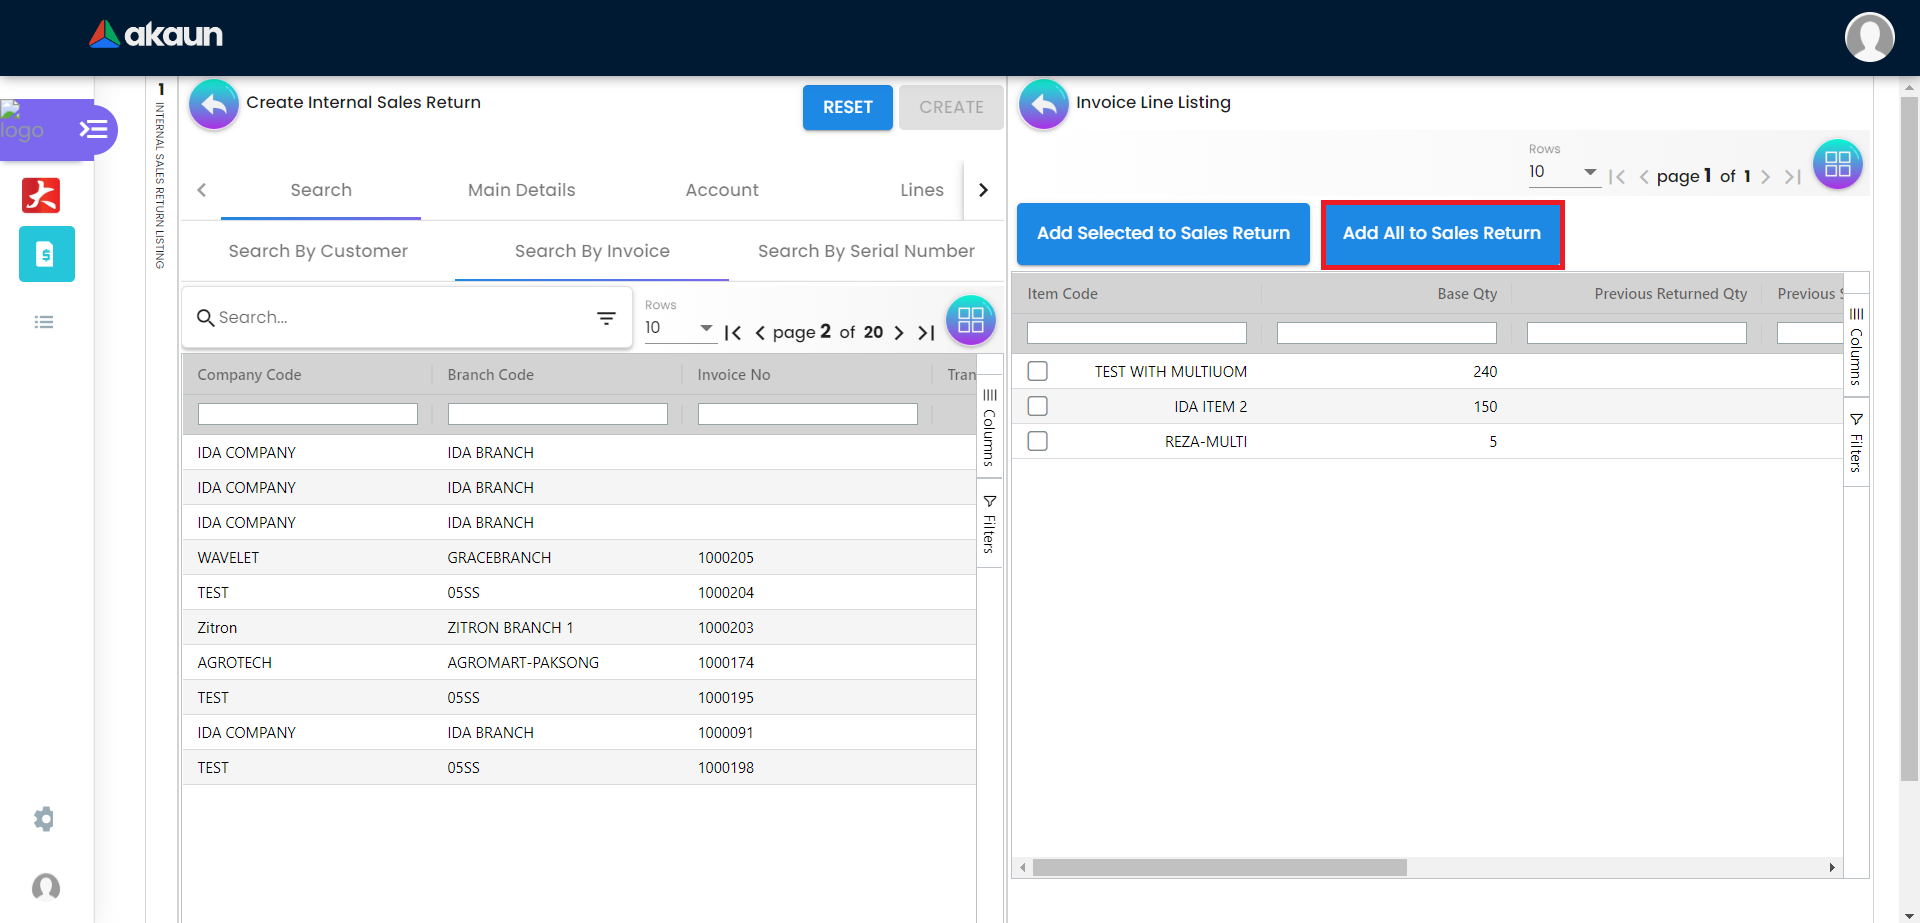 akaun
logo
1
INTERNAL SALES RETURN LISTING
Create Internal Sales Return
RESET
CREATE
Search
Main Details
Account
Lines
Search By Customer
Search By Invoice
Search By Serial Number
Search...
Rows
10
page 2 of 20
Company Code
Branch Code
Invoice No
Tran
IDA COMPANY IDA BRANCH
IDA COMPANY IDA BRANCH
IDA COMPANY IDA BRANCH
WAVELET GRACEBRANCH 1000205
TEST 05SS 1000204
Zitron ZITRON BRANCH 1 1000203
AGROTECH AGROMART-PAKSONG 1000174
TEST 05SS 1000195
IDA COMPANY IDA BRANCH 1000091
TEST 05SS 1000198
Columns
Filters
Invoice Line Listing
Rows
10
page 1 of 1
Add Selected to Sales Return
Add All to Sales Return
Item Code
Base Qty
Previous Returned Qty
Previous S
TEST WITH MULTIUOM 240
IDA ITEM 2 150
REZA-MULTI 5
Columns
Filters